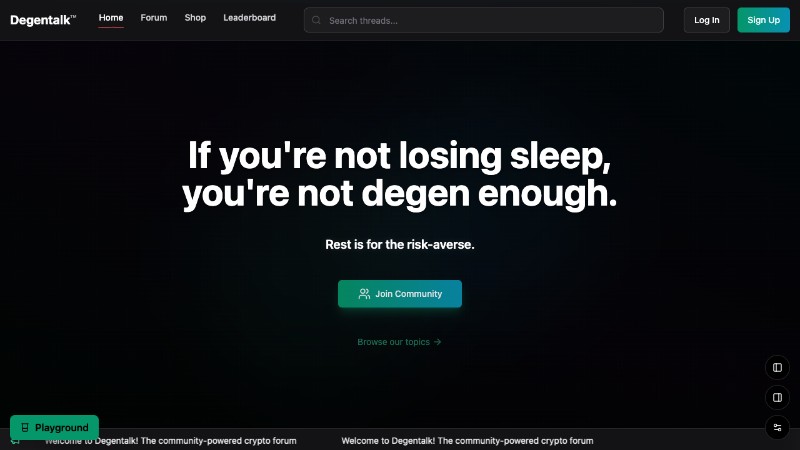 Degentalk™
Home
Forum
Shop
Leaderboard
Search threads...
Log In
Sign Up
If you're not losing sleep,
you're not degen enough.
Rest is for the risk-averse.
Join Community
Browse our topics →
Playground
Welcome to Degentalk! The community-powered crypto forum
Welcome to Degentalk! The community-powered crypto forum